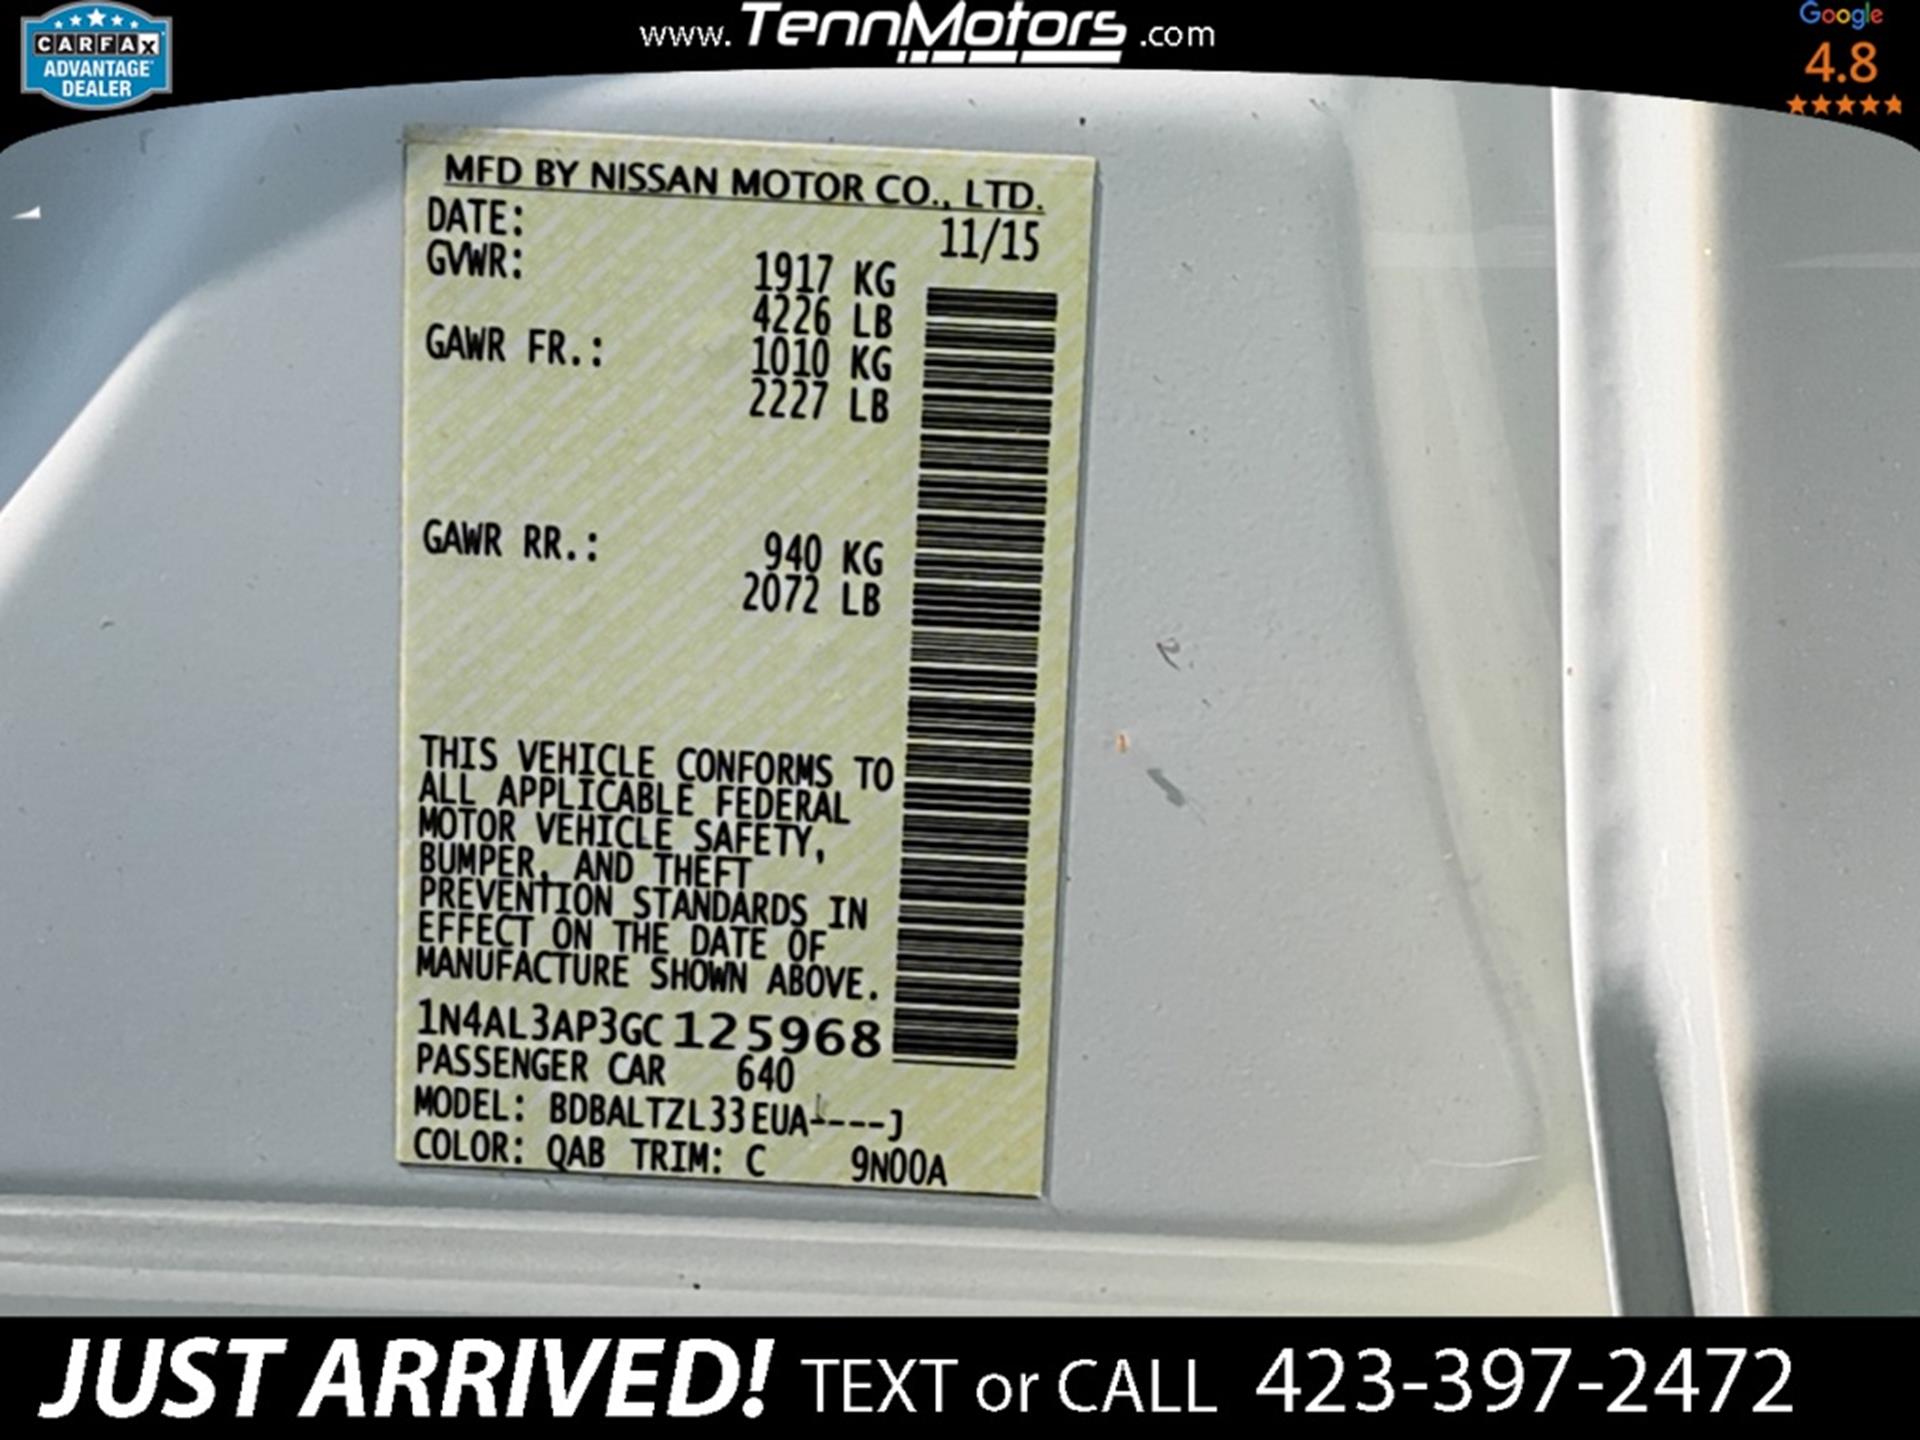 CARFAX
ADVANTAGE
DEALER
www.TennMotors.com
Google
4.8
MFD BY NISSAN MOTOR CO., LTD.
DATE: 11/15
GVWR: 1917 KG
4226 LB
GAWR FR.: 1010 KG
2227 LB
GAWR RR.: 940 KG
2072 LB
THIS VEHICLE CONFORMS TO
ALL APPLICABLE FEDERAL
MOTOR VEHICLE SAFETY,
BUMPER, AND THEFT
PREVENTION STANDARDS IN
EFFECT ON THE DATE OF
MANUFACTURE SHOWN ABOVE.
1N4AL3AP3GC125968
PASSENGER CAR 640
MODEL: BDBALTZL33EUA----J
COLOR: QAB TRIM: C 9N00A
JUST ARRIVED! TEXT or CALL 423-397-2472